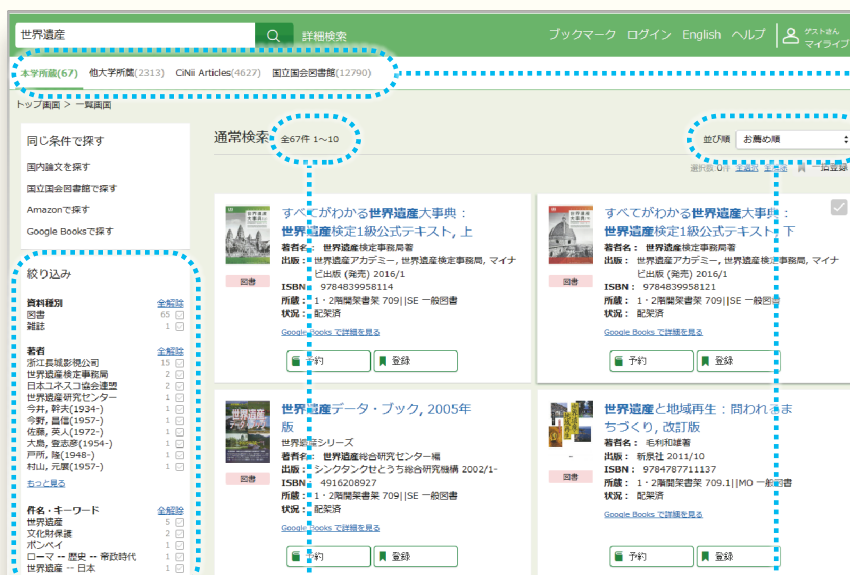 世界遺産
詳細検索
ブックマーク ログイン English ヘルプ
ゲストさん
マイライブ
本学所蔵(67) 他大学所蔵(2313) CiNii Articles(4627) 国立国会図書館(12790)
トップ画面 > 一覧画面
同じ条件で探す
国内論文を探す
国立国会図書館で探す
Amazonで探す
Google Booksで探す
絞り込み
資料種別 全解除
図書 65
雑誌 1
著者 全解除
浙江長城影視公司 15
世界遺産検定事務局 2
日本ユネスコ協会連盟 2
世界遺産研究センター 1
今井, 幹夫(1934-) 1
今野, 昌信(1957-) 1
佐藤, 英人(1972-) 1
大島, 登志彦(1954-) 1
戸所, 隆(1948-) 1
村山, 元展(1957-) 1
もっと見る
件名・キーワード 全解除
世界遺産 5
文化財保護 2
ポンペイ 1
ローマ -- 歴史 -- 帝政時代 1
世界遺産 -- 日本 1
通常検索 全67件 1～10
並び順 お薦め順
選択数:0件 全選択 全解除 一括登録
すべてがわかる世界遺産大事典 :
世界遺産検定1級公式テキスト, 上
著者名 : 世界遺産検定事務局著
出版 : 世界遺産アカデミー, 世界遺産検定事務局, マイナ
ビ出版 (発売) 2016/1
ISBN : 9784839958114
所蔵 : 1・2階開架書架 709||SE 一般図書
状況 : 配架済
Google Books で詳細を見る
図書
予約 登録
すべてがわかる世界遺産大事典 :
世界遺産検定1級公式テキスト, 下
著者名 : 世界遺産検定事務局著
出版 : 世界遺産アカデミー, 世界遺産検定事務局, マイナ
ビ出版 (発売) 2016/1
ISBN : 9784839958121
所蔵 : 1・2階開架書架 709||SE 一般図書
状況 : 配架済
Google Books で詳細を見る
図書
予約 登録
世界遺産データ・ブック, 2005年
版
世界遺産シリーズ
著者名 : 世界遺産総合研究センター編
出版 : シンクタンクせとうち総合研究機構 2002/1-
ISBN : 4916208927
所蔵 : 1・2階開架書架 709||SE 一般図書
状況 : 配架済
Google Books で詳細を見る
図書
予約 登録
世界遺産と地域再生 : 問われるま
ちづくり, 改訂版
著者名 : 毛利和雄著
出版 : 新泉社 2011/10
ISBN : 9784787711137
所蔵 : 1・2階開架書架 709.1||MO 一般図書
状況 : 配架済
Google Books で詳細を見る
図書
予約 登録